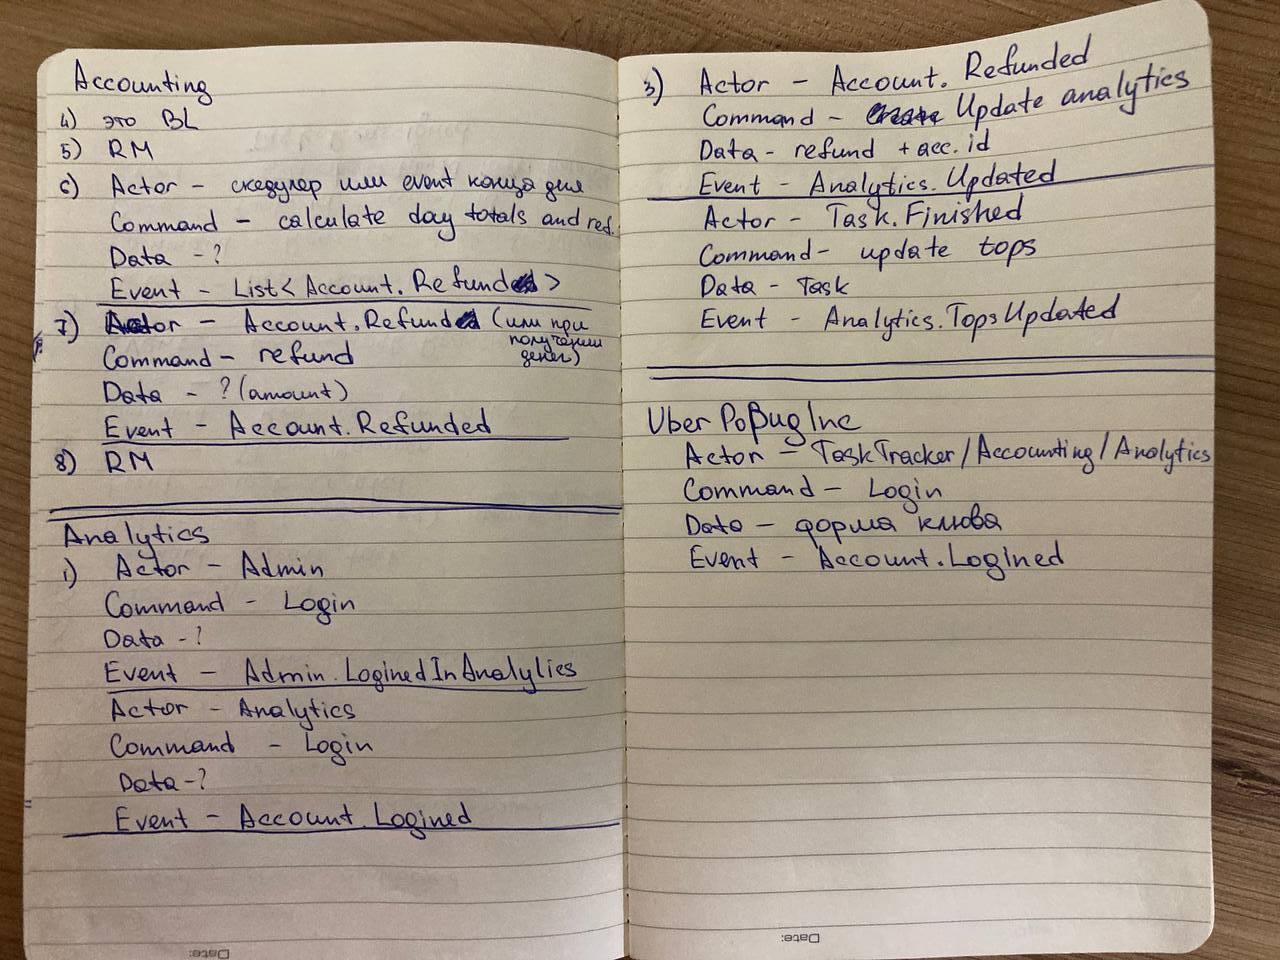 Accounting
4) это BL
5) RM
6) Actor - скедулер или event конца дня
Command - calculate day totals and ref.
Data - ?
Event - List< Account. Refunded >
7) Actor - Account. Refunded (или при
получении
денег)
Command - refund
Data - ? (amount)
Event - Account. Refunded
8) RM
Analytics
1) Actor - Admin
Command - Login
Data - ?
Event - Admin. LoginedInAnalytics
Actor - Analytics
Command - Login
Data - ?
Event - Account. Logined
Date:
3) Actor - Account. Refunded
Command - Update analytics
Data - refund + acc. id
Event - Analytics. Updated
Actor - Task. Finished
Command - update tops
Data - Task
Event - Analytics. Tops Updated
Uber PoBug Inc
Actor - TaskTracker/Accounting/Analytics
Command - Login
Data - форма клюва
Event - Account. LogIned
Date: